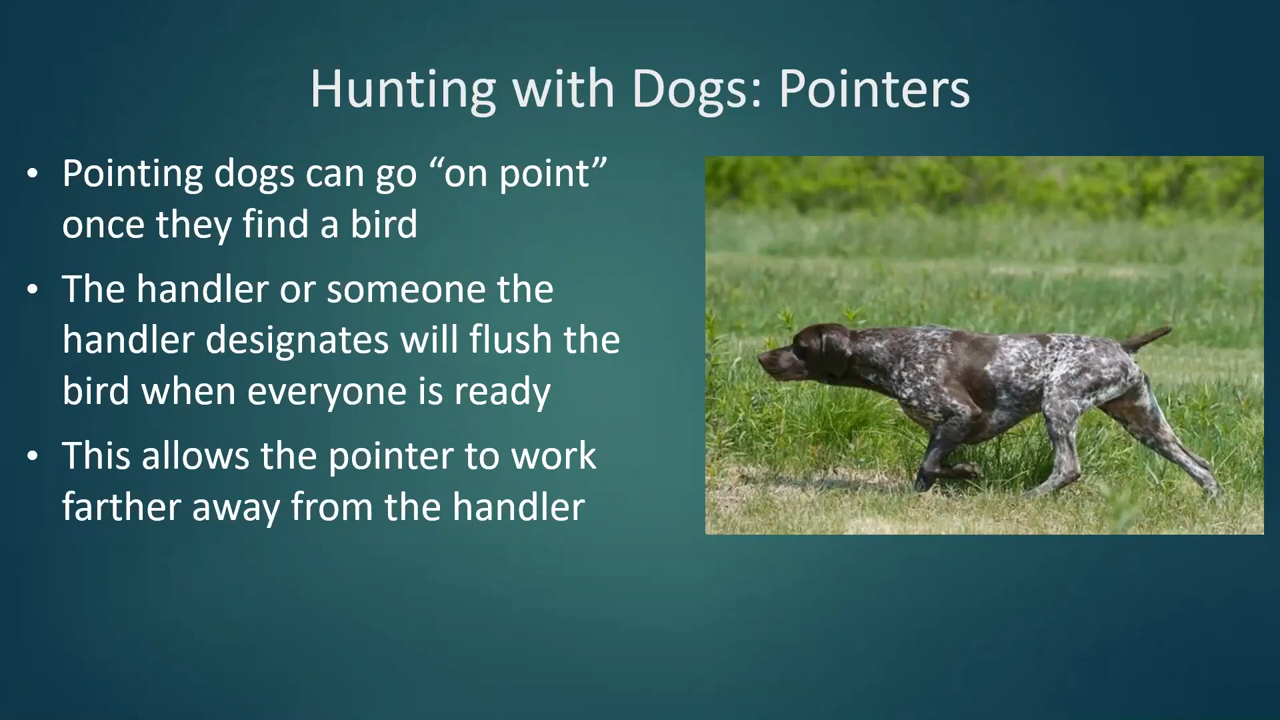 Hunting with Dogs: Pointers
• Pointing dogs can go “on point”
once they find a bird
• The handler or someone the
handler designates will flush the
bird when everyone is ready
• This allows the pointer to work
farther away from the handler